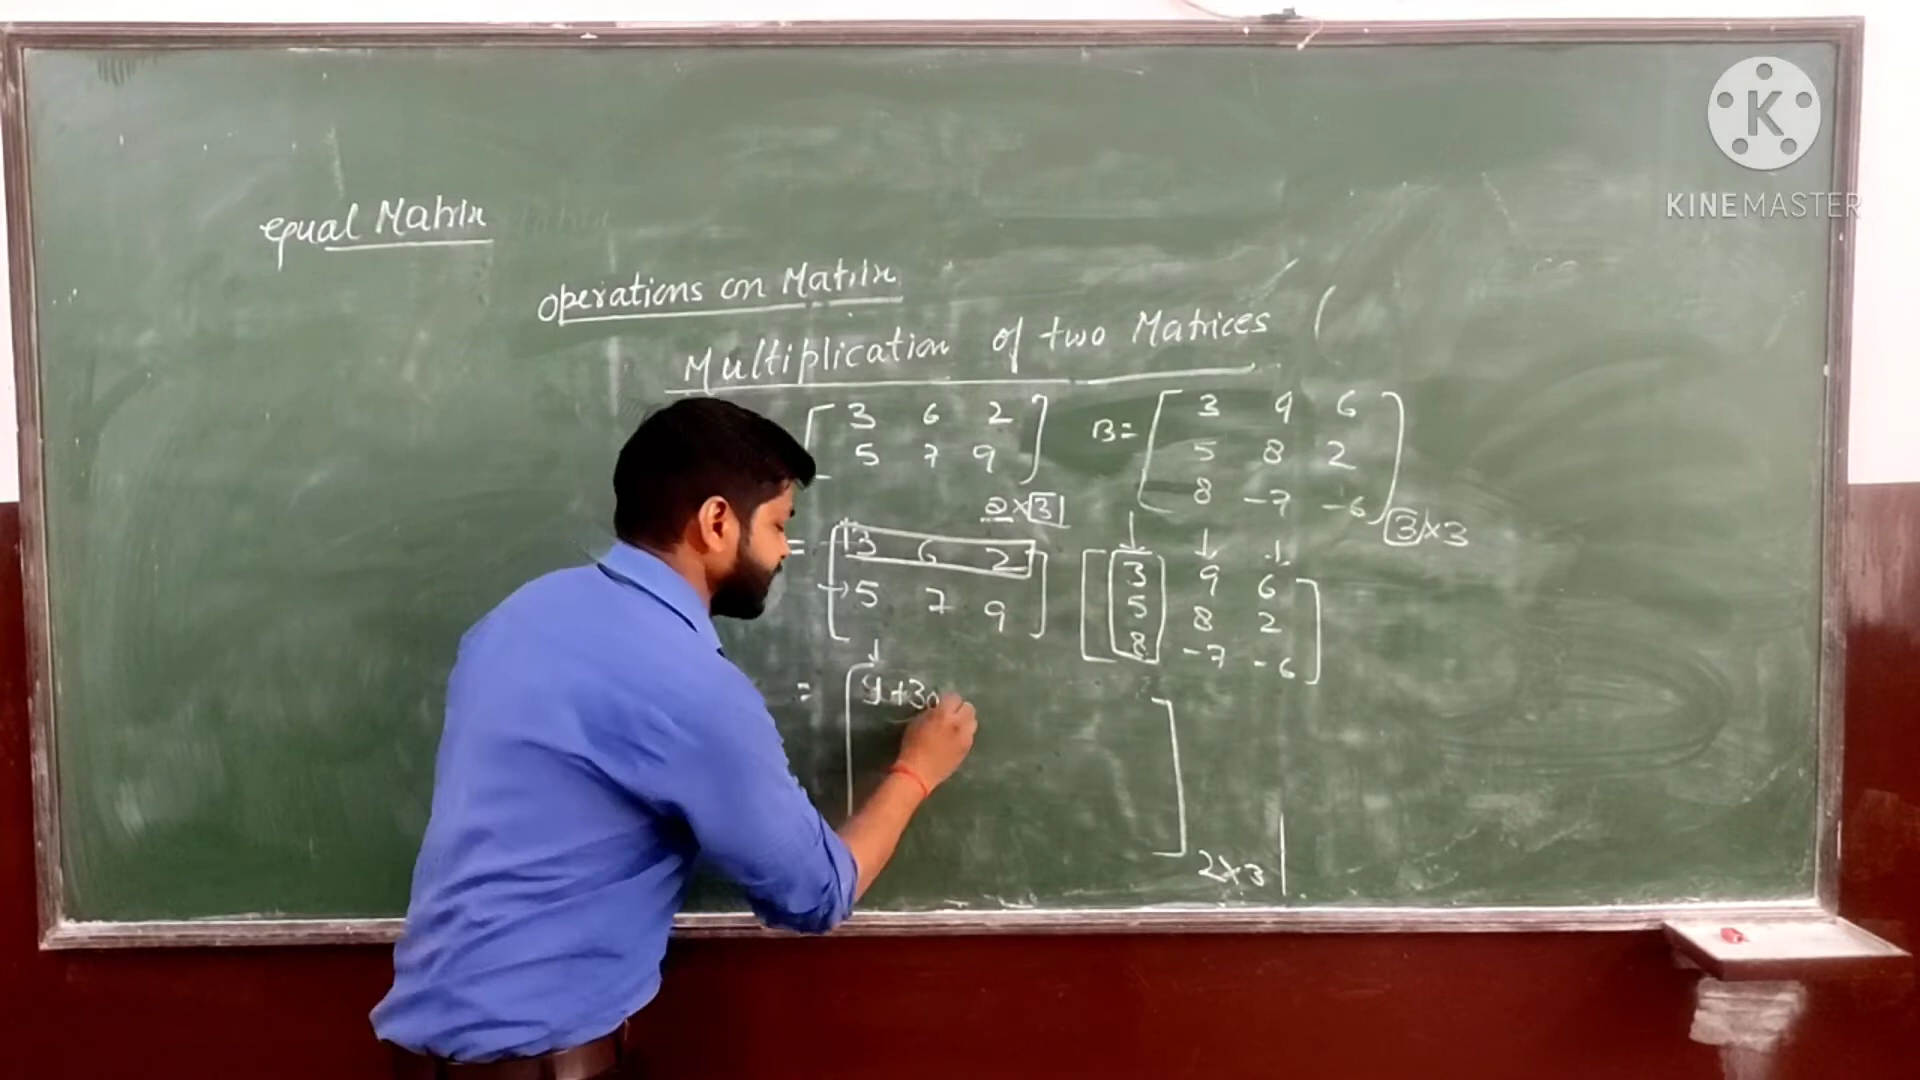 K
KINEMASTER
equal Matrix
operations on Matrix
Multiplication of two Matrices (
3 6 2
5 7 9
2×3
B=
3 9 6
5 8 2
8 -7 -6
3×3
=
3 6 2
5 7 9
3 9 6
5 8 2
8 -7 -6
= 9+30
2×3